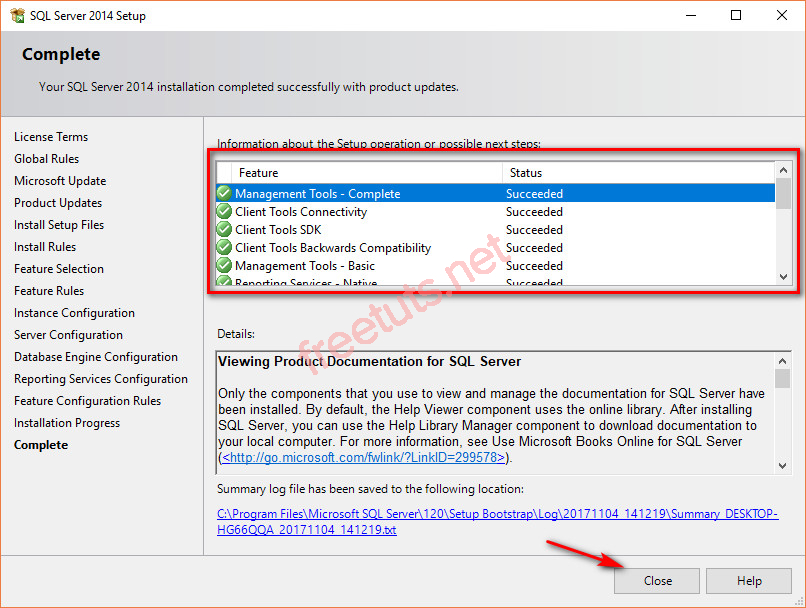 SQL Server 2014 Setup
Complete
Your SQL Server 2014 installation completed successfully with product updates.
License Terms
Global Rules
Microsoft Update
Product Updates
Install Setup Files
Install Rules
Feature Selection
Feature Rules
Instance Configuration
Server Configuration
Database Engine Configuration
Reporting Services Configuration
Feature Configuration Rules
Installation Progress
Complete
Information about the Setup operation or possible next steps:
Feature Status
Management Tools - Complete Succeeded
Client Tools Connectivity Succeeded
Client Tools SDK Succeeded
Client Tools Backwards Compatibility Succeeded
Management Tools - Basic Succeeded
Reporting Services - Native Succeeded
freetuts.net
Details:
Viewing Product Documentation for SQL Server
Only the components that you use to view and manage the documentation for SQL Server have
been installed. By default, the Help Viewer component uses the online library. After installing
SQL Server, you can use the Help Library Manager component to download documentation to
your local computer. For more information, see Use Microsoft Books Online for SQL Server
(<http://go.microsoft.com/fwlink/?LinkID=299578>).
Summary log file has been saved to the following location:
C:\Program Files\Microsoft SQL Server\120\Setup Bootstrap\Log\20171104_141219\Summary_DESKTOP-
HG66QQA_20171104_141219.txt
Close Help